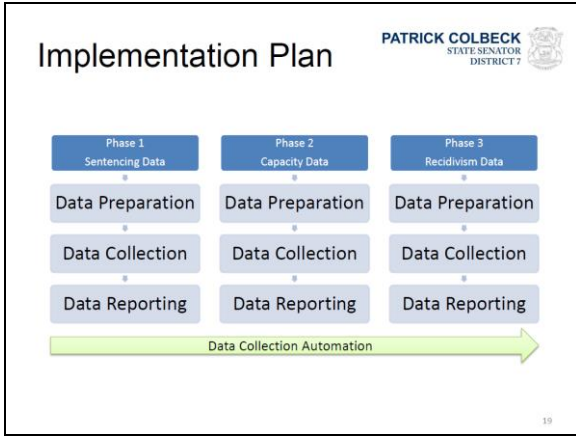 Implementation Plan
PATRICK COLBECK
STATE SENATOR
DISTRICT 7
Phase 1
Sentencing Data
Data Preparation
Data Collection
Data Reporting
Phase 2
Capacity Data
Data Preparation
Data Collection
Data Reporting
Phase 3
Recidivism Data
Data Preparation
Data Collection
Data Reporting
Data Collection Automation
19